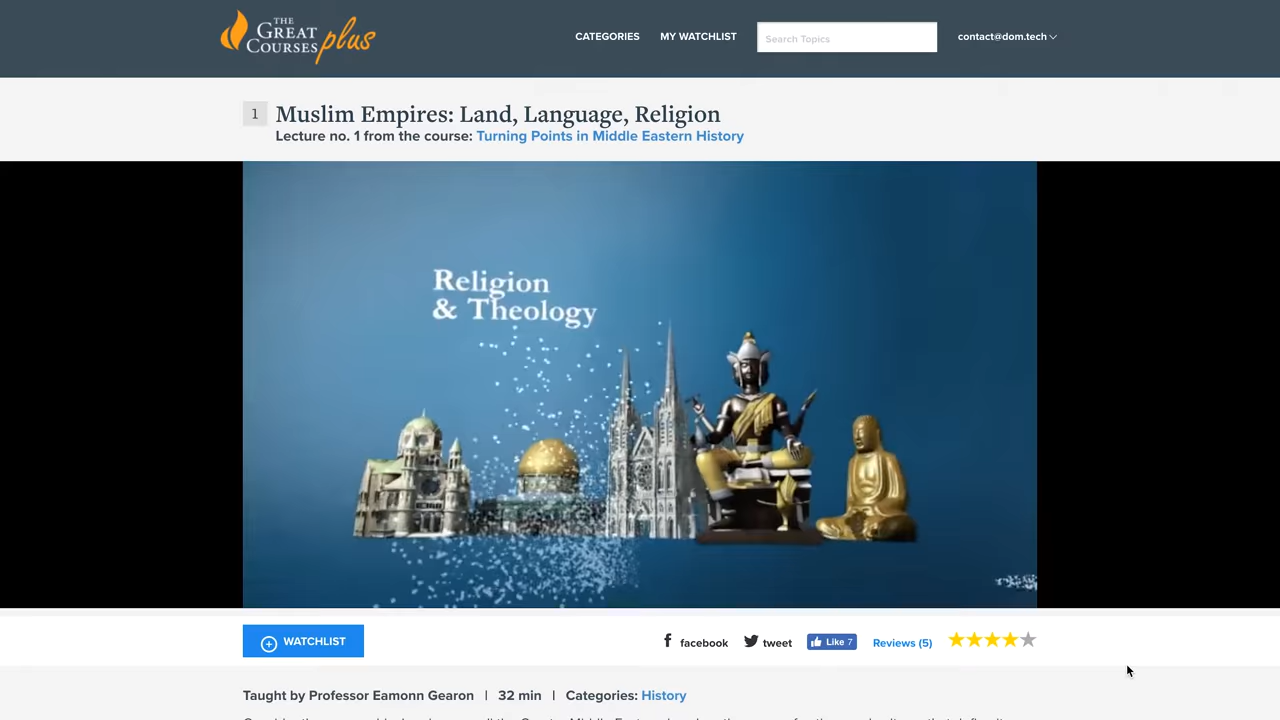 THE
GREAT
COURSES plus
CATEGORIES
MY WATCHLIST
Search Topics
contact@dom.tech
1
Muslim Empires: Land, Language, Religion
Lecture no. 1 from the course: Turning Points in Middle Eastern History
Religion
& Theology
WATCHLIST
facebook
tweet
Like 7
Reviews (5)
Taught by Professor Eamonn Gearon | 32 min | Categories: History